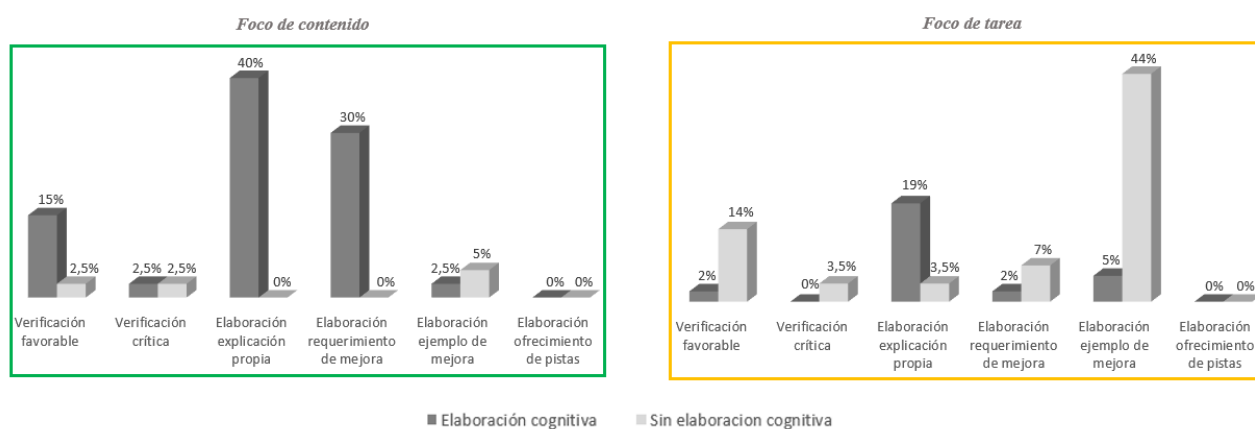 Foco de contenido
40%
30%
15%
2,5%
2,5%
2,5%
0%
0%
2,5%
5%
0%
0%
Verificación
favorable
Verificación
crítica
Elaboración
explicación
propia
Elaboración
requerimiento
de mejora
Elaboración
ejemplo de
mejora
Elaboración
ofrecimiento
de pistas
Foco de tarea
44%
19%
14%
2%
0%
3,5%
3,5%
2%
7%
5%
0%
0%
Verificación
favorable
Verificación
crítica
Elaboración
explicación
propia
Elaboración
requerimiento
de mejora
Elaboración
ejemplo de
mejora
Elaboración
ofrecimiento
de pistas
Elaboración cognitiva
Sin elaboracion cognitiva